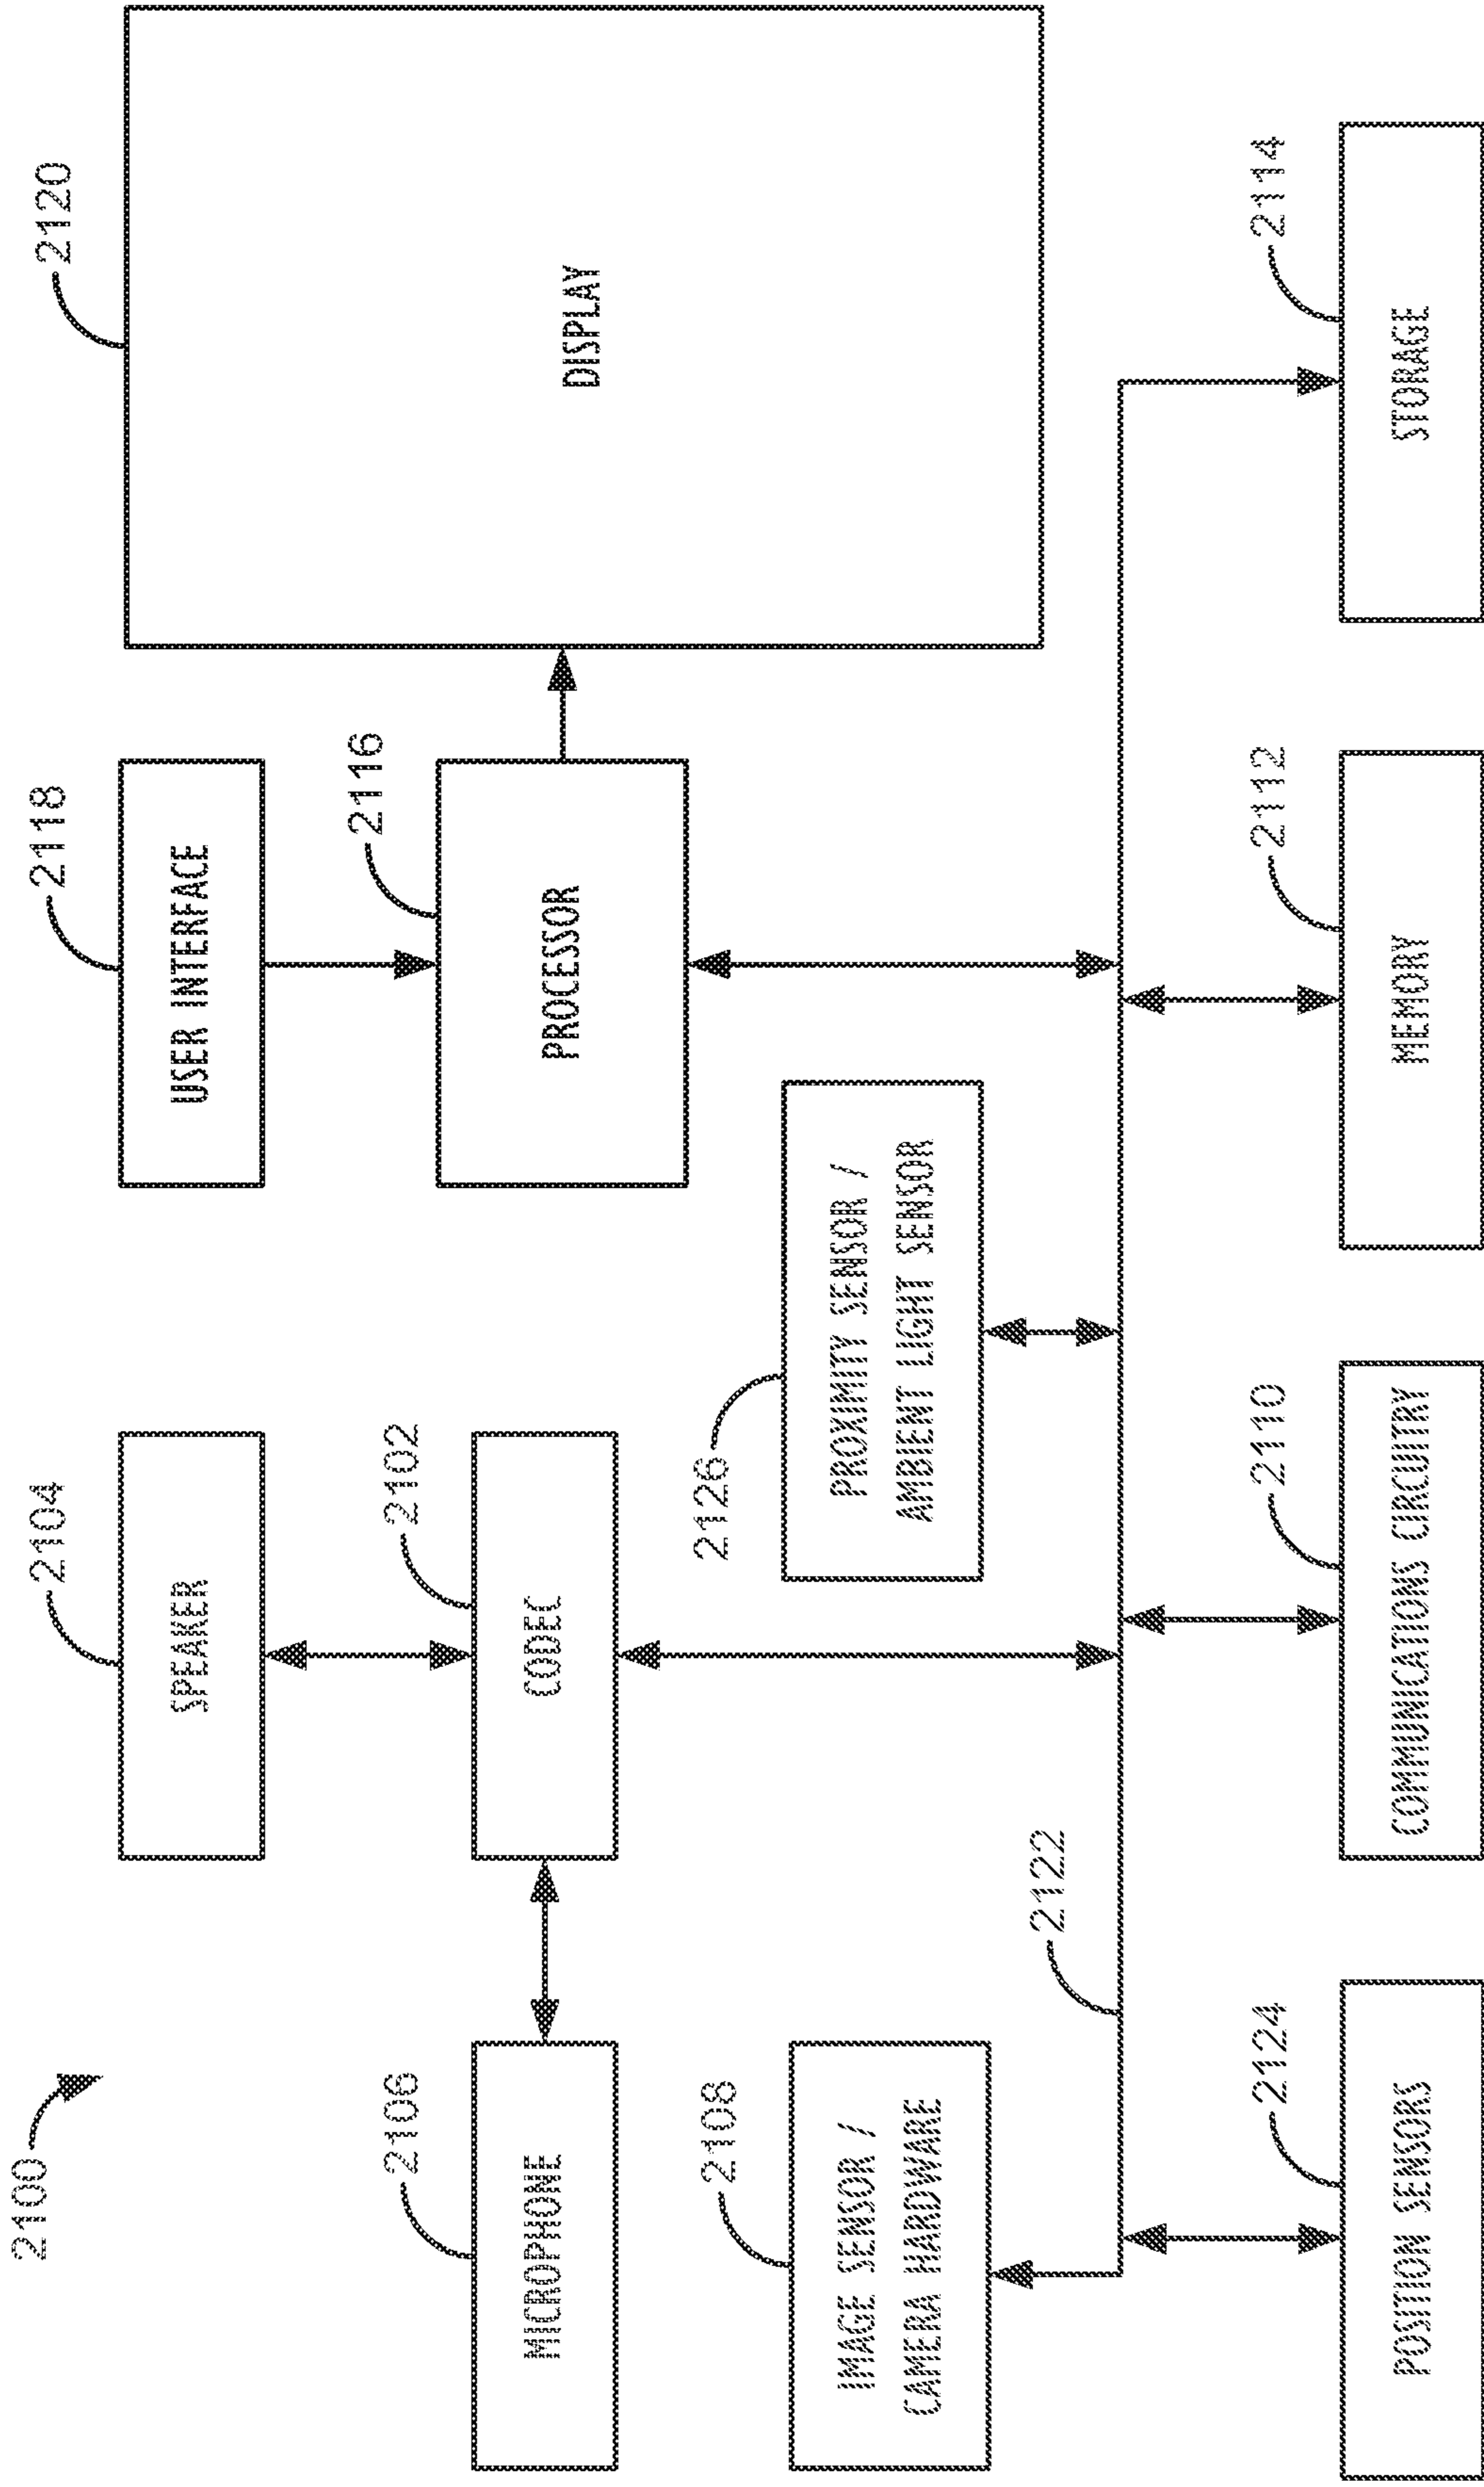 2100
2104
SPEAKER
2118
USER INTERFACE
2120
DISPLAY
2106
MICROPHONE
2102
CODEC
2116
PROCESSOR
2108
IMAGE SENSOR /
CAMERA HARDWARE
2126
PROXIMITY SENSOR /
AMBIENT LIGHT SENSOR
2122
2124
POSITION SENSORS
2110
COMMUNICATIONS CIRCUITRY
2112
MEMORY
2114
STORAGE